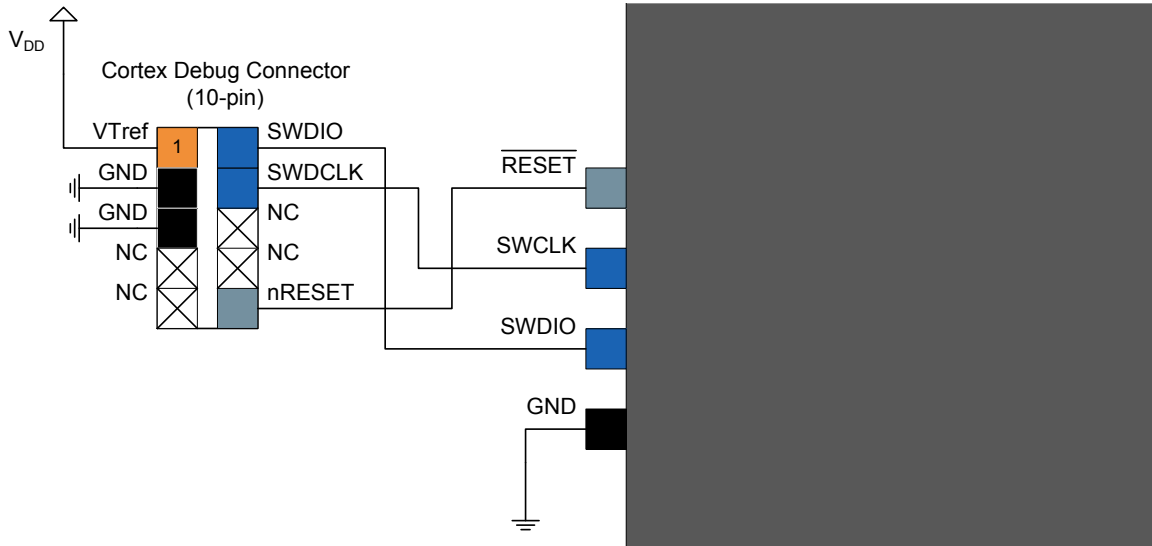 VDD
Cortex Debug Connector
(10-pin)
VTref
1
SWDIO
GND
SWDCLK
GND
NC
NC
NC
NC
nRESET
RESET
SWCLK
SWDIO
GND